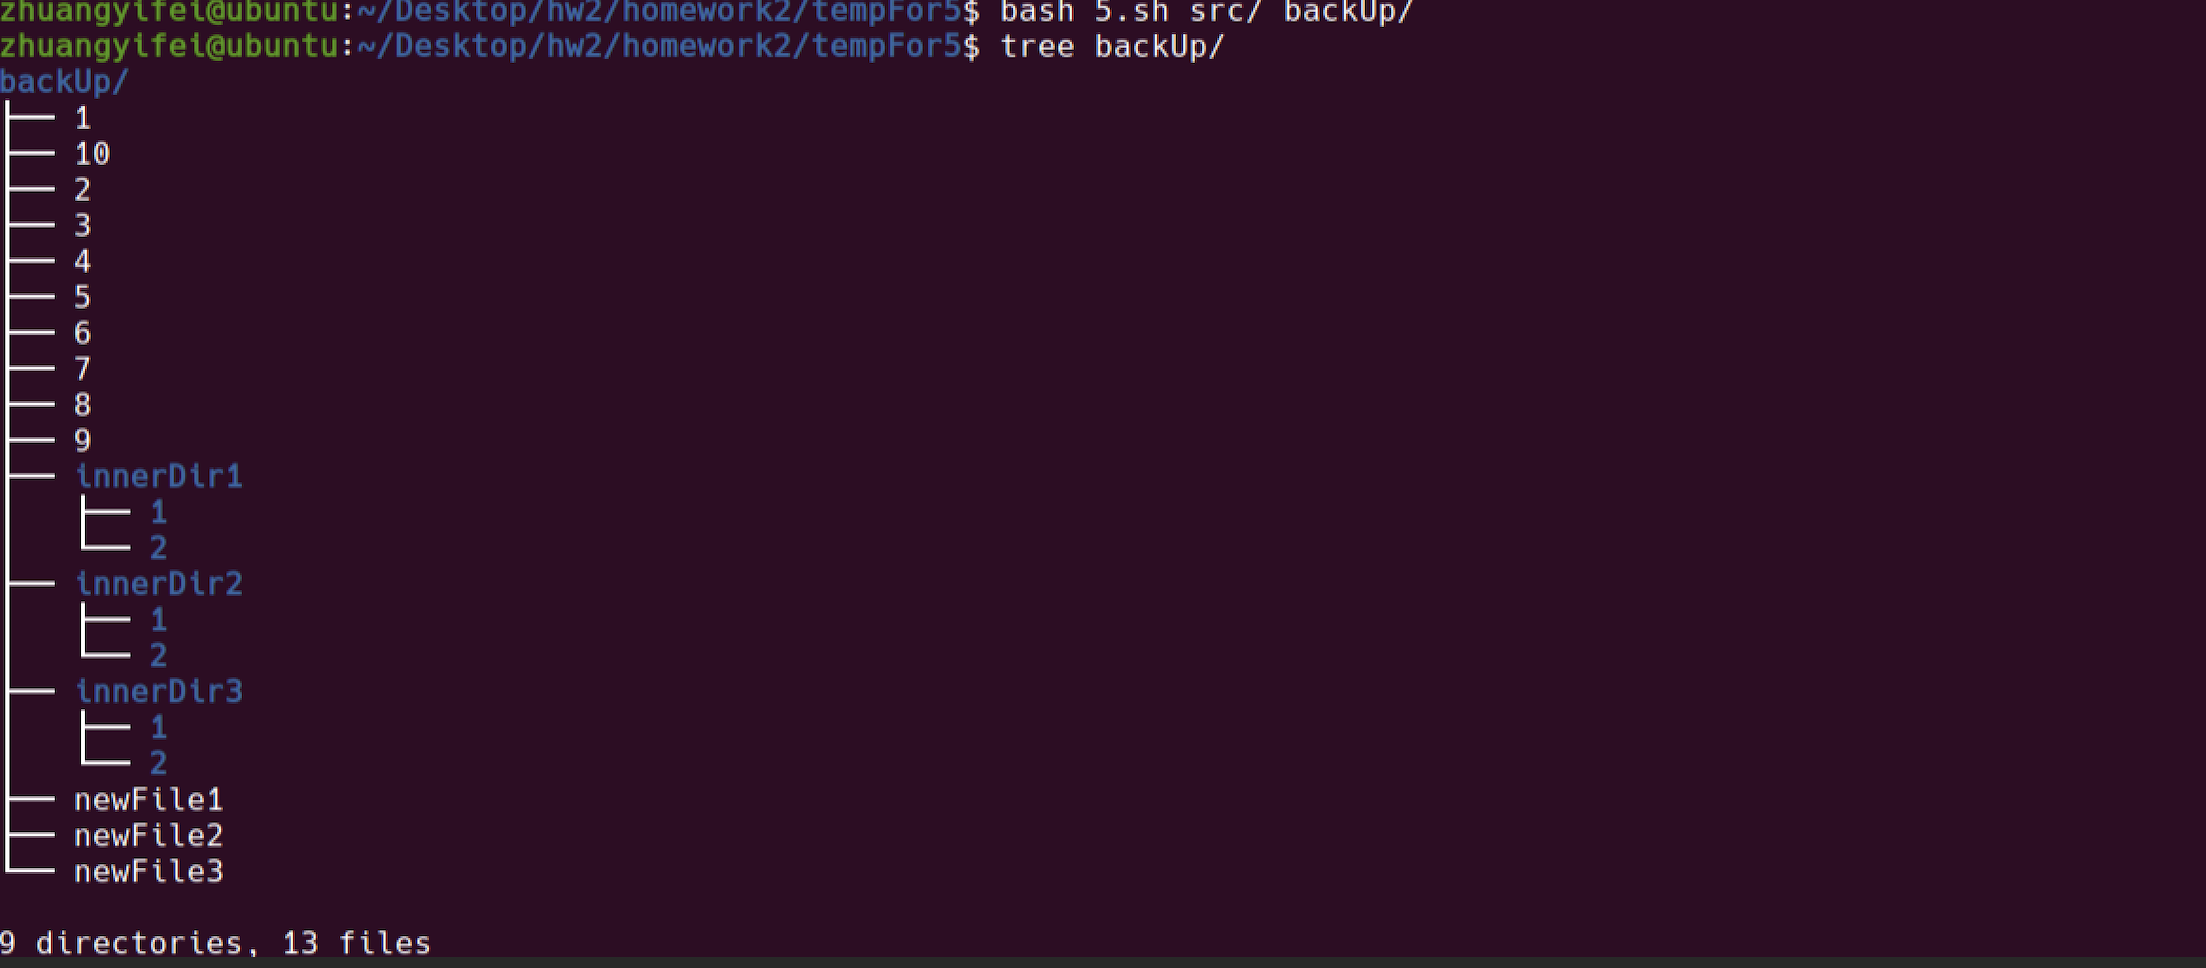 zhuangyifei@ubuntu:~/Desktop/hw2/homework2/tempFor5$ bash 5.sh src/ backUp/
zhuangyifei@ubuntu:~/Desktop/hw2/homework2/tempFor5$ tree backUp/
backUp/
├── 1
├── 10
├── 2
├── 3
├── 4
├── 5
├── 6
├── 7
├── 8
├── 9
├── innerDir1
│   ├── 1
│   └── 2
├── innerDir2
│   ├── 1
│   └── 2
├── innerDir3
│   ├── 1
│   └── 2
├── newFile1
├── newFile2
└── newFile3
9 directories, 13 files